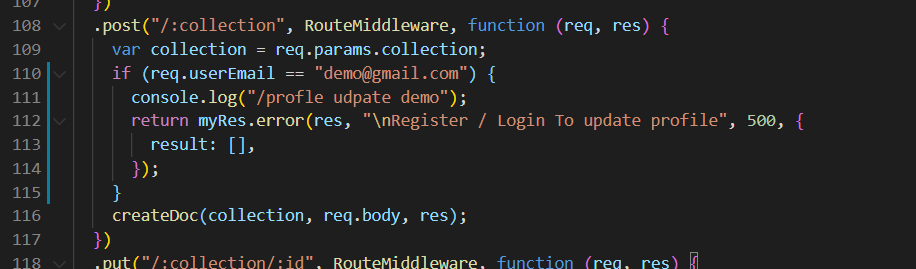 107 })
108 .post("/:collection", RouteMiddleware, function (req, res) {
109 var collection = req.params.collection;
110 if (req.userEmail == "demo@gmail.com") {
111 console.log("/profle udpate demo");
112 return myRes.error(res, "\nRegister / Login To update profile", 500, {
113 result: [],
114 });
115 }
116 createDoc(collection, req.body, res);
117 })
118 .put("/:collection/:id", RouteMiddleware, function (req, res) {